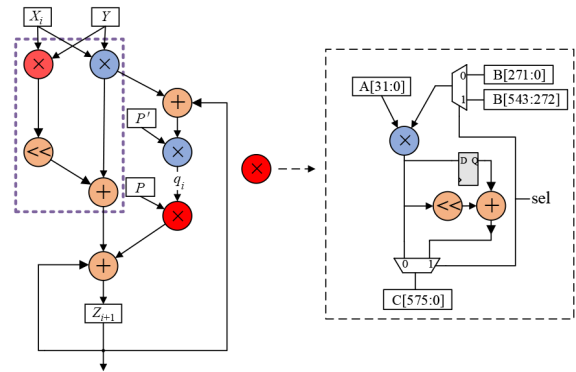 X_i
Y
×
×
+
P′
×
<<
q_i
P
×
+
+
Z_{i+1}
×
A[31:0]
0
1
B[271:0]
B[543:272]
×
D Q
<<
+
sel
0 1
C[575:0]